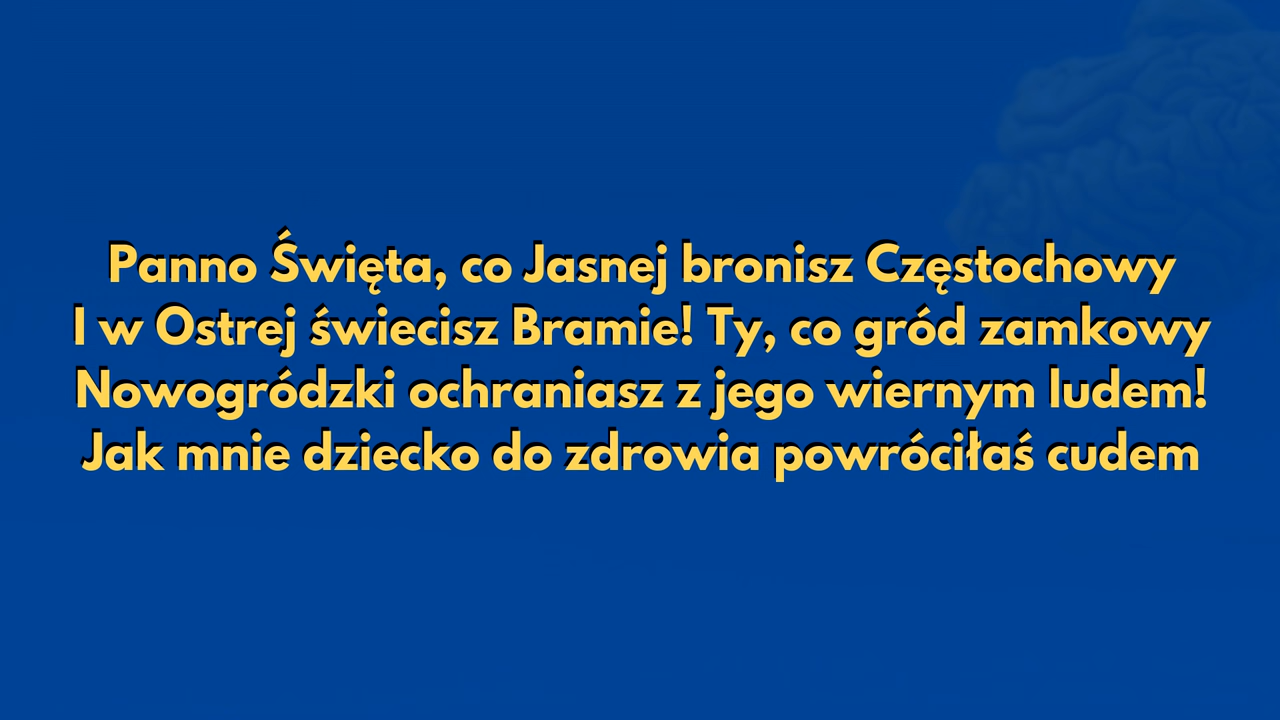 Panno Święta, co Jasnej bronisz Częstochowy
I w Ostrej świecisz Bramie! Ty, co gród zamkowy
Nowogródzki ochraniasz z jego wiernym ludem!
Jak mnie dziecko do zdrowia powróciłaś cudem